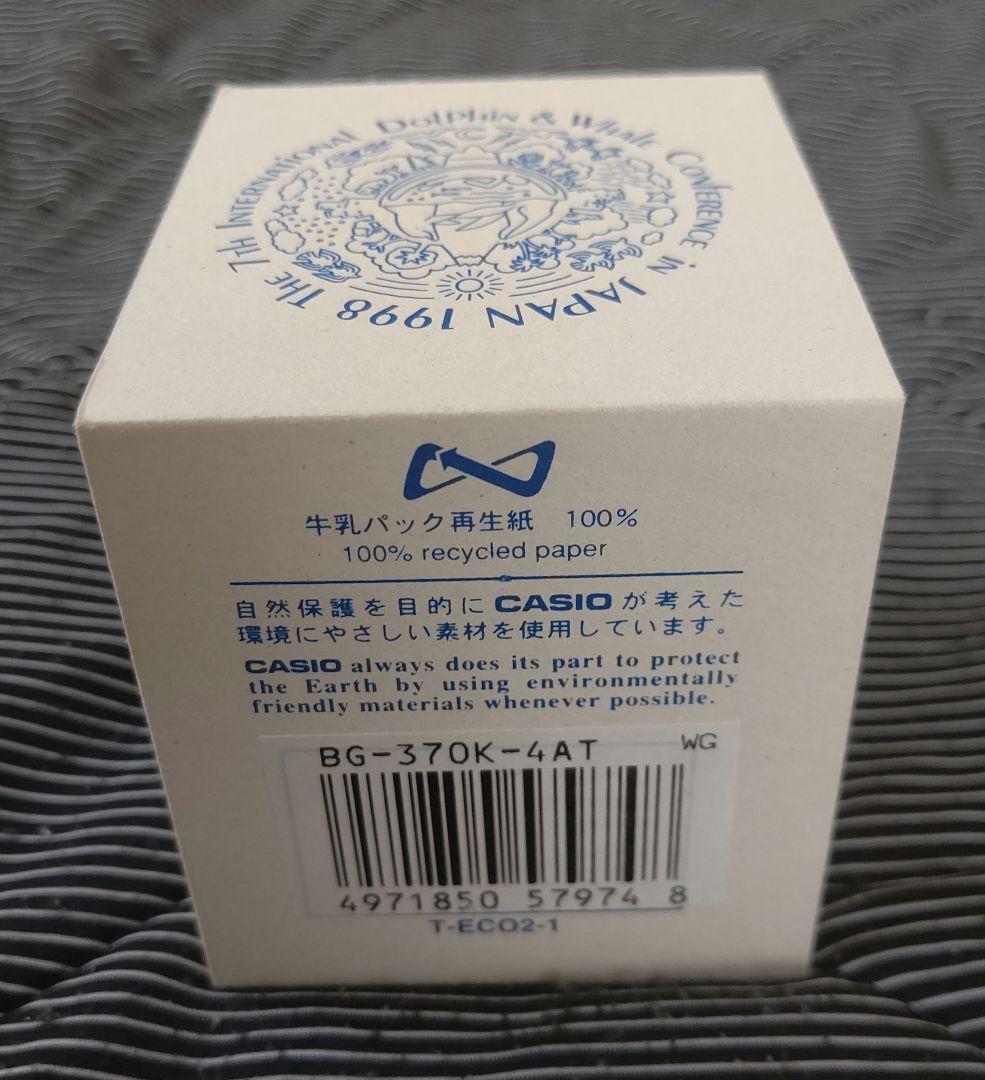 THE 7TH INTERNATIONAL DOLPHIN & WHALE CONFERENCE IN JAPAN 1998
牛乳パック再生紙 100%
100% recycled paper
自然保護を目的にCASIOが考えた
環境にやさしい素材を使用しています。
CASIO always does its part to protect
the Earth by using environmentally
friendly materials whenever possible.
BG-370K-4AT WG
4971850 57974 8
T-ECO2-1